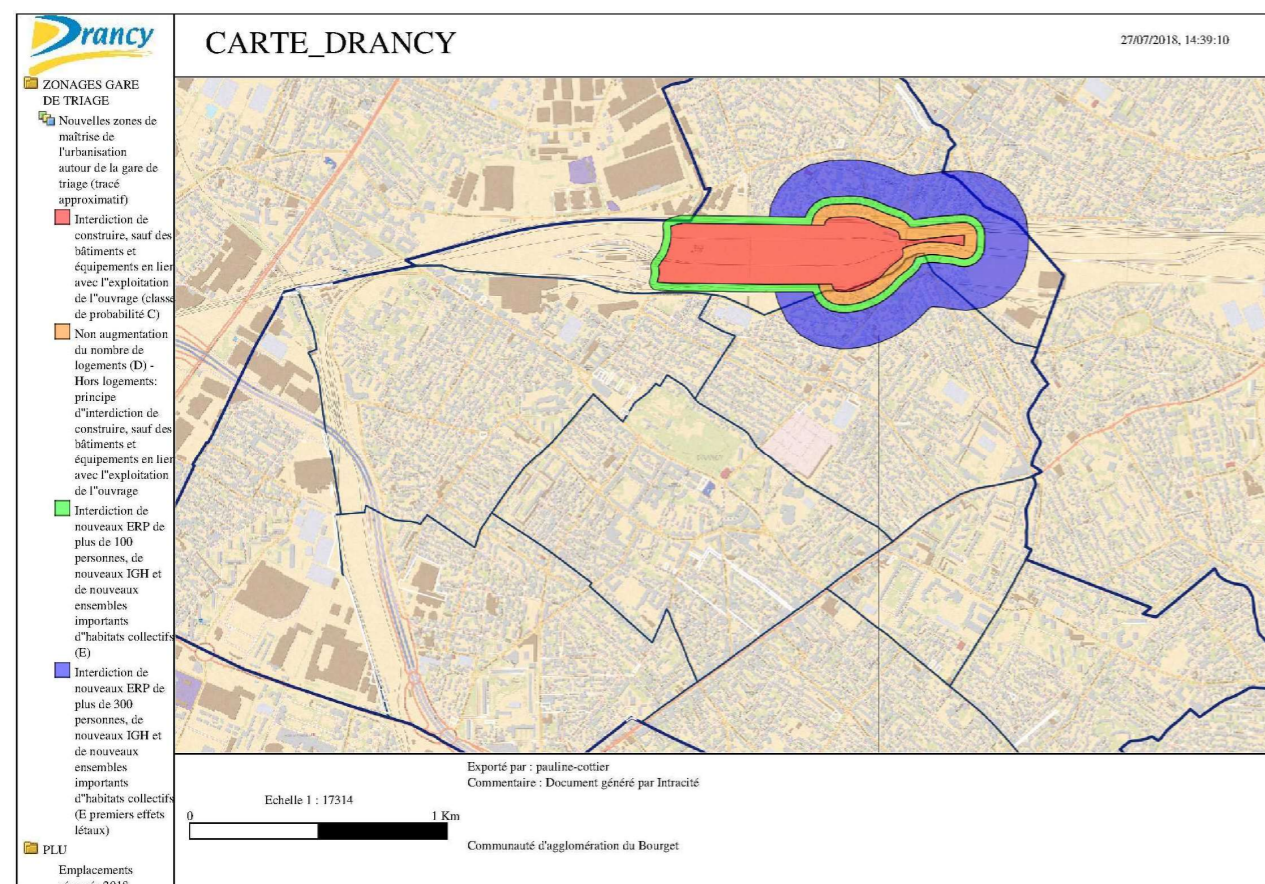 Drancy
CARTE_DRANCY
27/07/2018, 14:39:10
ZONAGES GARE
DE TRIAGE
Nouvelles zones de
maîtrise de
l'urbanisation
autour de la gare de
triage (tracé
approximatif)
Interdiction de
construire, sauf des
bâtiments et
équipements en lien
avec l''exploitation
de l''ouvrage (classe
de probabilité C)
Non augmentation
du nombre de
logements (D) -
Hors logements:
principe
d''interdiction de
construire, sauf des
bâtiments et
équipements en lien
avec l''exploitation
de l''ouvrage
Interdiction de
nouveaux ERP de
plus de 100
personnes, de
nouveaux IGH et
de nouveaux
ensembles
importants
d''habitats collectifs
(E)
Interdiction de
nouveaux ERP de
plus de 300
personnes, de
nouveaux IGH et
de nouveaux
ensembles
importants
d''habitats collectifs
(E premiers effets
létaux)
PLU
Emplacements
Exporté par : pauline-cottier
Commentaire : Document généré par Intracité
Echelle 1 : 17314
0 1 Km
Communauté d'agglomération du Bourget